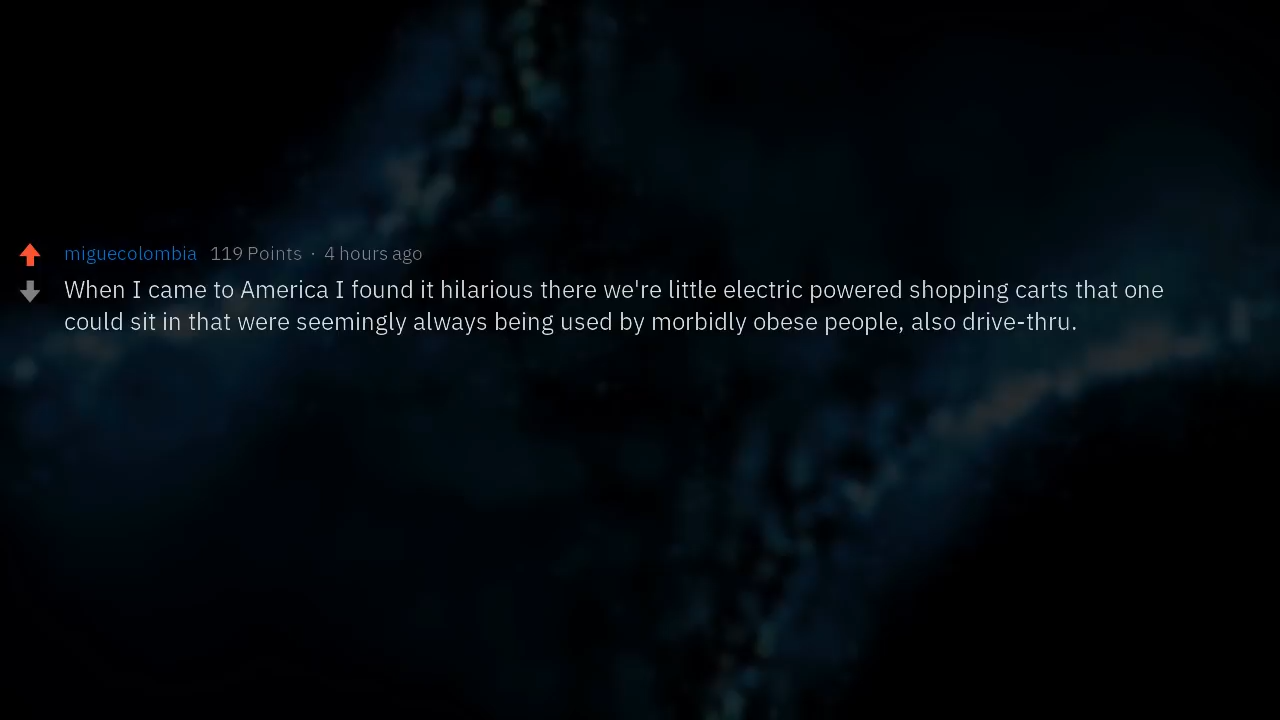 miguecolombia 119 Points · 4 hours ago
When I came to America I found it hilarious there we're little electric powered shopping carts that one
could sit in that were seemingly always being used by morbidly obese people, also drive-thru.